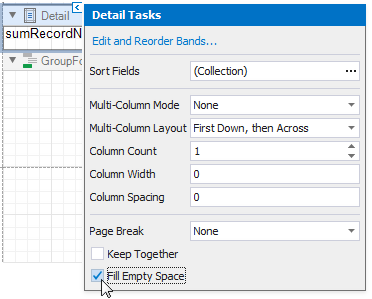 Detail
sumRecordN
GroupFo
Detail Tasks
Edit and Reorder Bands...
Sort Fields (Collection) ...
Multi-Column Mode None
Multi-Column Layout First Down, then Across
Column Count 1
Column Width 0
Column Spacing 0
Page Break None
Keep Together
Fill Empty Space